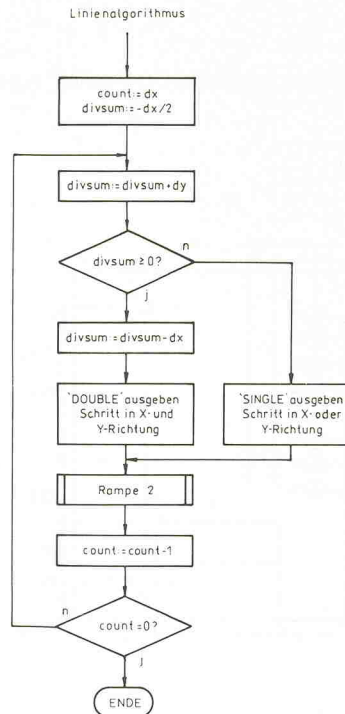 Linienalgorithmus
count:= dx
divsum:= -dx/2
divsum:= divsum+dy
divsum ≥ 0?
n
j
divsum := divsum-dx
'DOUBLE' ausgeben
Schritt in X- und
Y-Richtung
'SINGLE' ausgeben
Schritt in X- oder
Y-Richtung
Rampe 2
count:= count-1
n
count=0?
j
ENDE